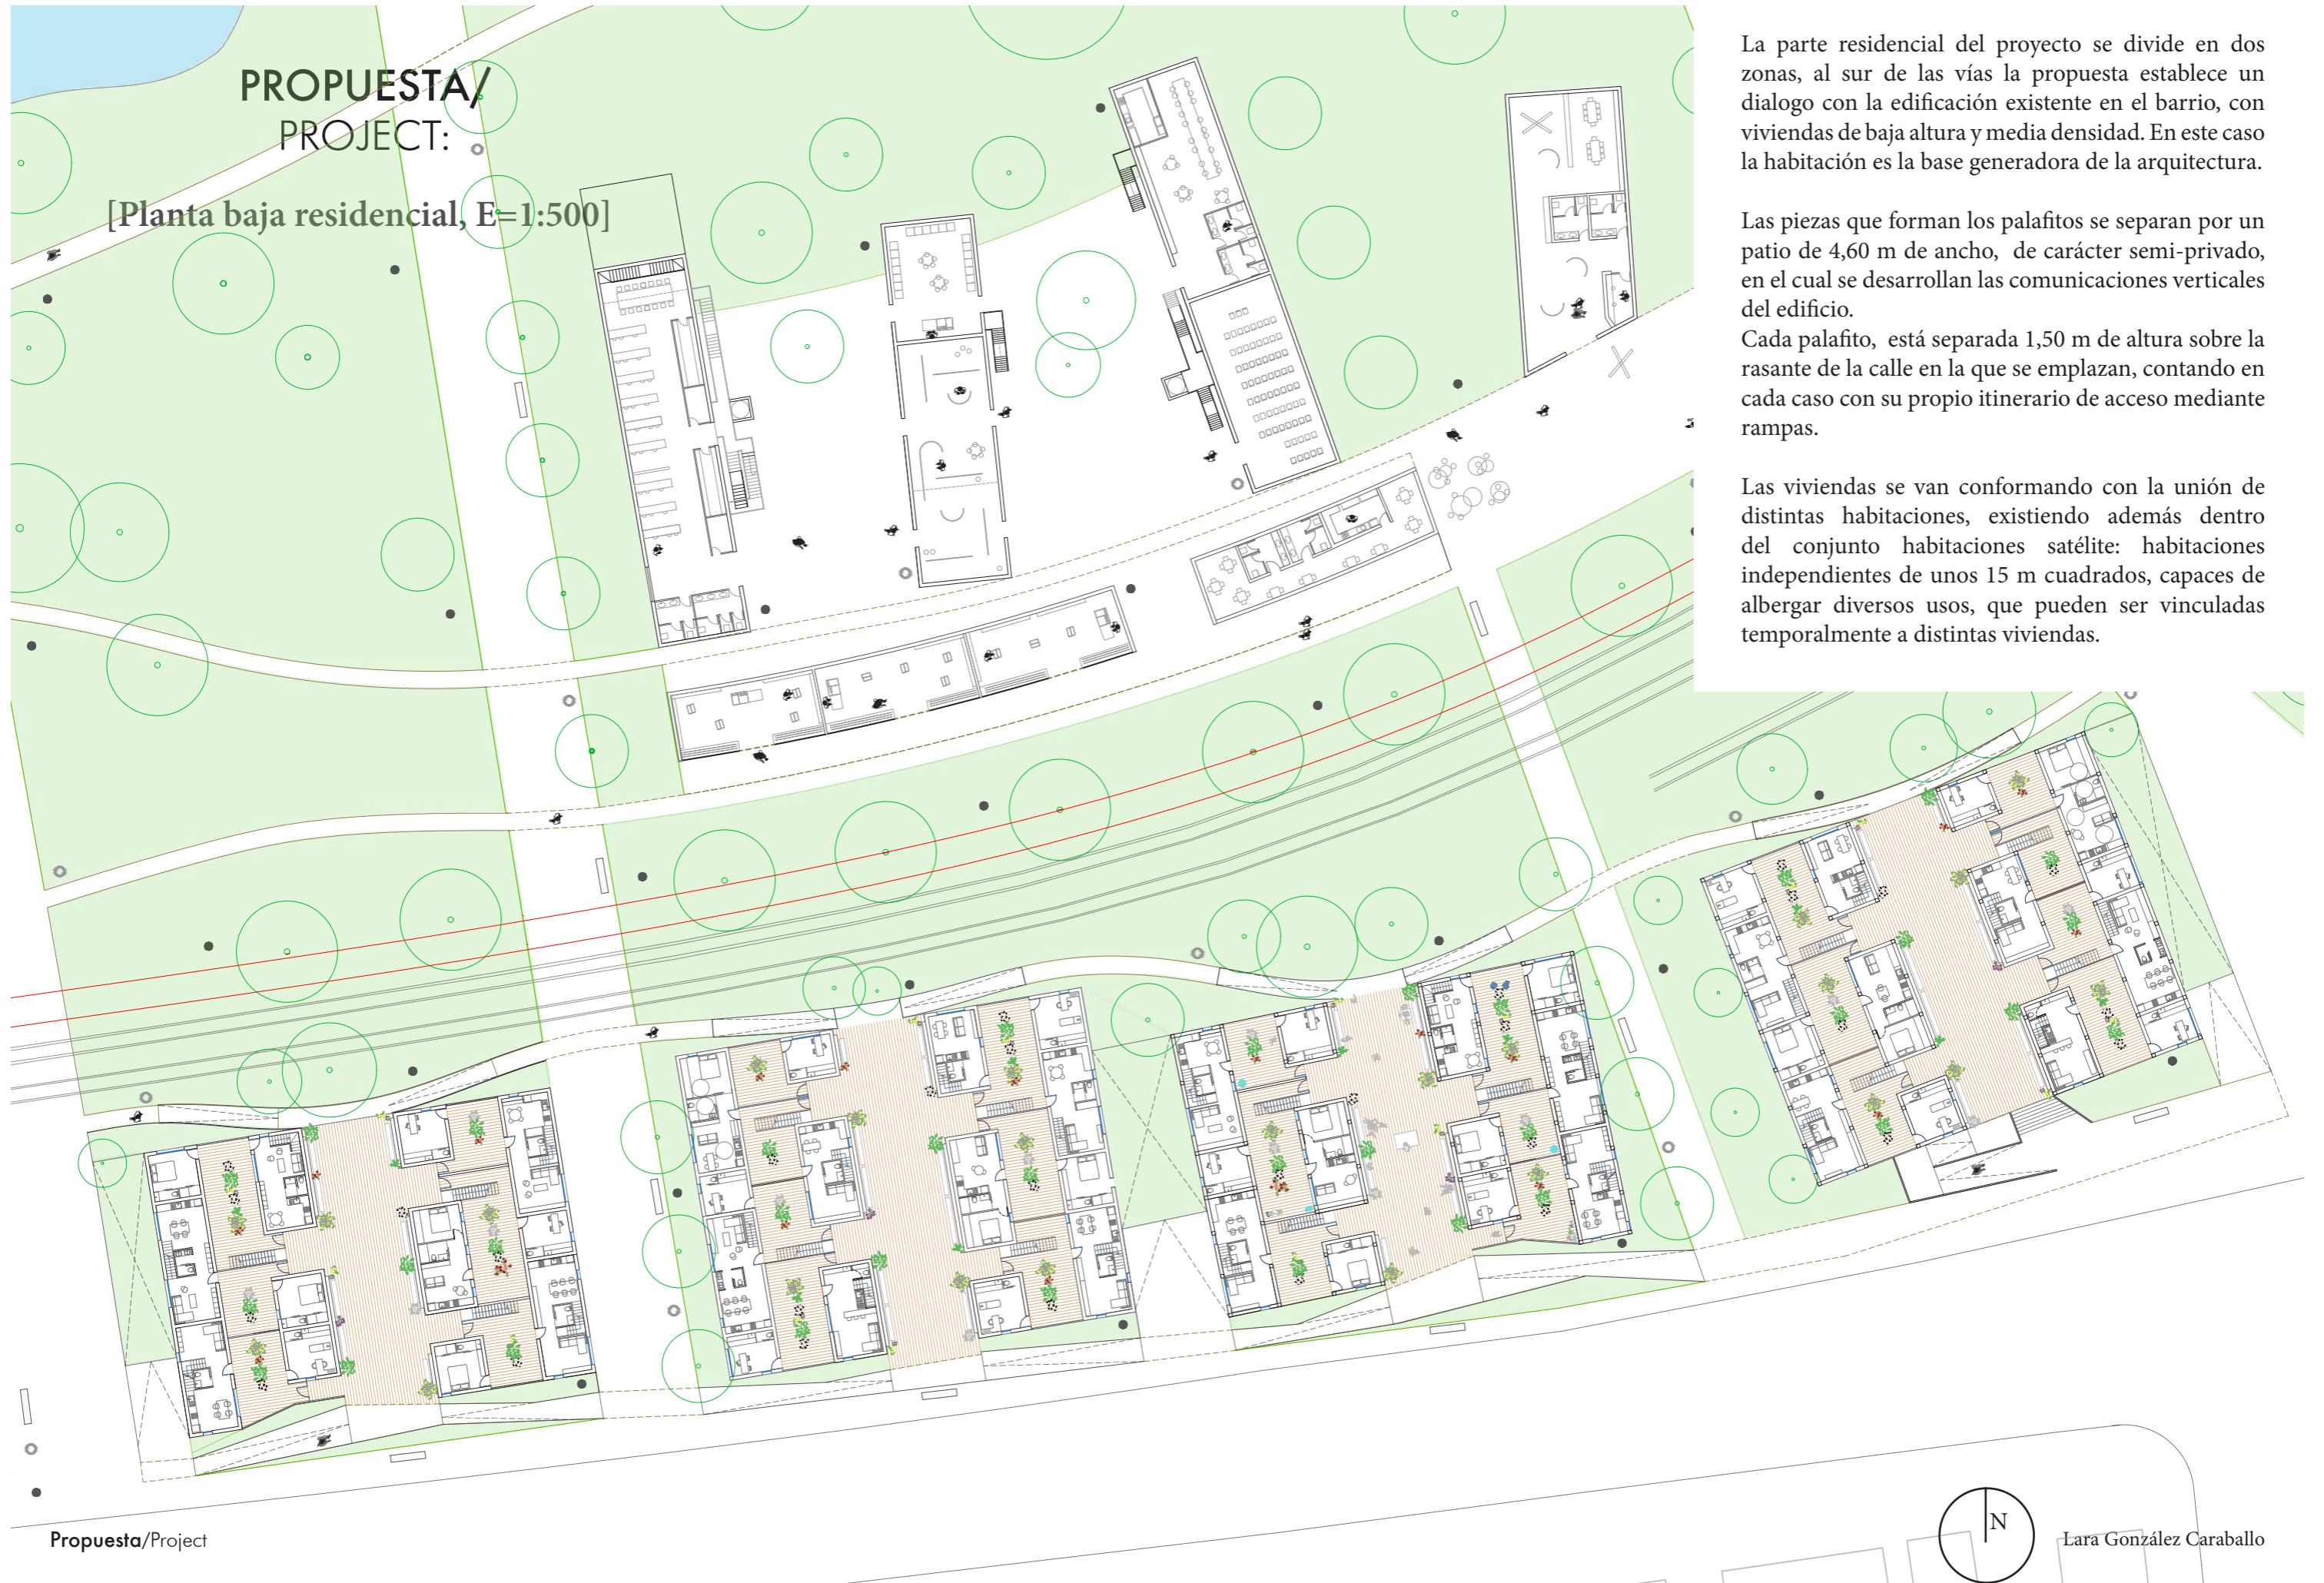 PROPUESTA/
PROJECT:
[Planta baja residencial, E=1:500]
La parte residencial del proyecto se divide en dos
zonas, al sur de las vías la propuesta establece un
dialogo con la edificación existente en el barrio, con
viviendas de baja altura y media densidad. En este caso
la habitación es la base generadora de la arquitectura.
Las piezas que forman los palafitos se separan por un
patio de 4,60 m de ancho, de carácter semi-privado,
en el cual se desarrollan las comunicaciones verticales
del edificio.
Cada palafito, está separada 1,50 m de altura sobre la
rasante de la calle en la que se emplazan, contando en
cada caso con su propio itinerario de acceso mediante
rampas.
Las viviendas se van conformando con la unión de
distintas habitaciones, existiendo además dentro
del conjunto habitaciones satélite: habitaciones
independientes de unos 15 m cuadrados, capaces de
albergar diversos usos, que pueden ser vinculadas
temporalmente a distintas viviendas.
Propuesta/Project
N
Lara González Caraballo